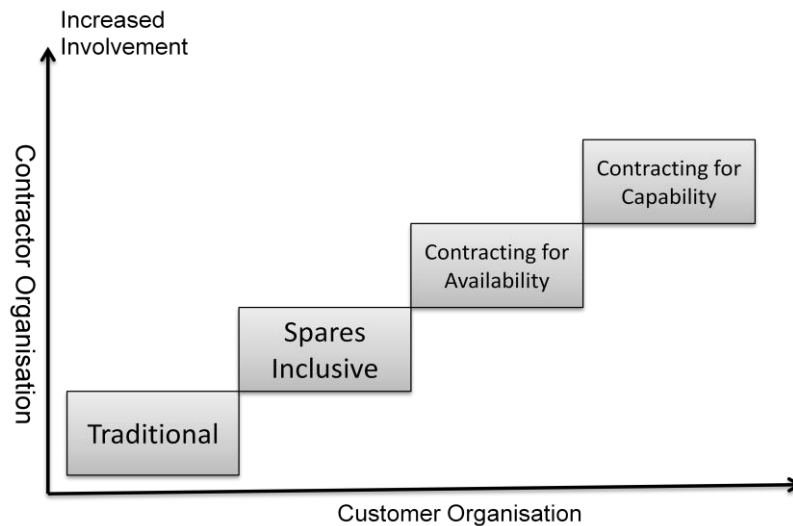 Increased
Involvement
Contractor Organisation
Contracting for
Capability
Contracting for
Availability
Spares
Inclusive
Traditional
Customer Organisation